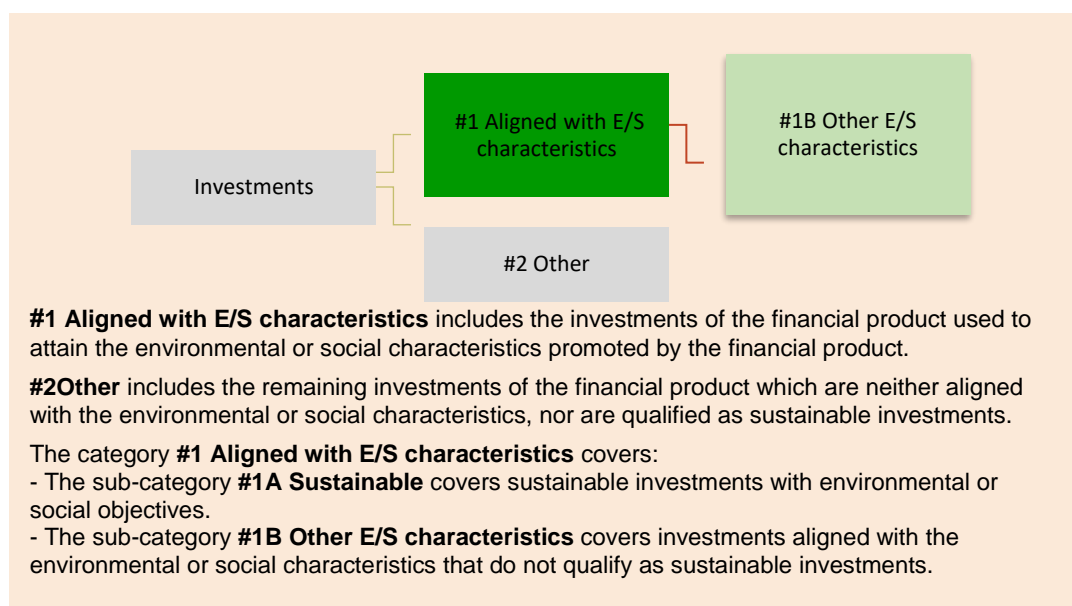 #1 Aligned with E/S
characteristics
#1B Other E/S
characteristics
Investments
#2 Other
#1 Aligned with E/S characteristics includes the investments of the financial product used to
attain the environmental or social characteristics promoted by the financial product.
#2Other includes the remaining investments of the financial product which are neither aligned
with the environmental or social characteristics, nor are qualified as sustainable investments.
The category #1 Aligned with E/S characteristics covers:
- The sub-category #1A Sustainable covers sustainable investments with environmental or
social objectives.
- The sub-category #1B Other E/S characteristics covers investments aligned with the
environmental or social characteristics that do not qualify as sustainable investments.